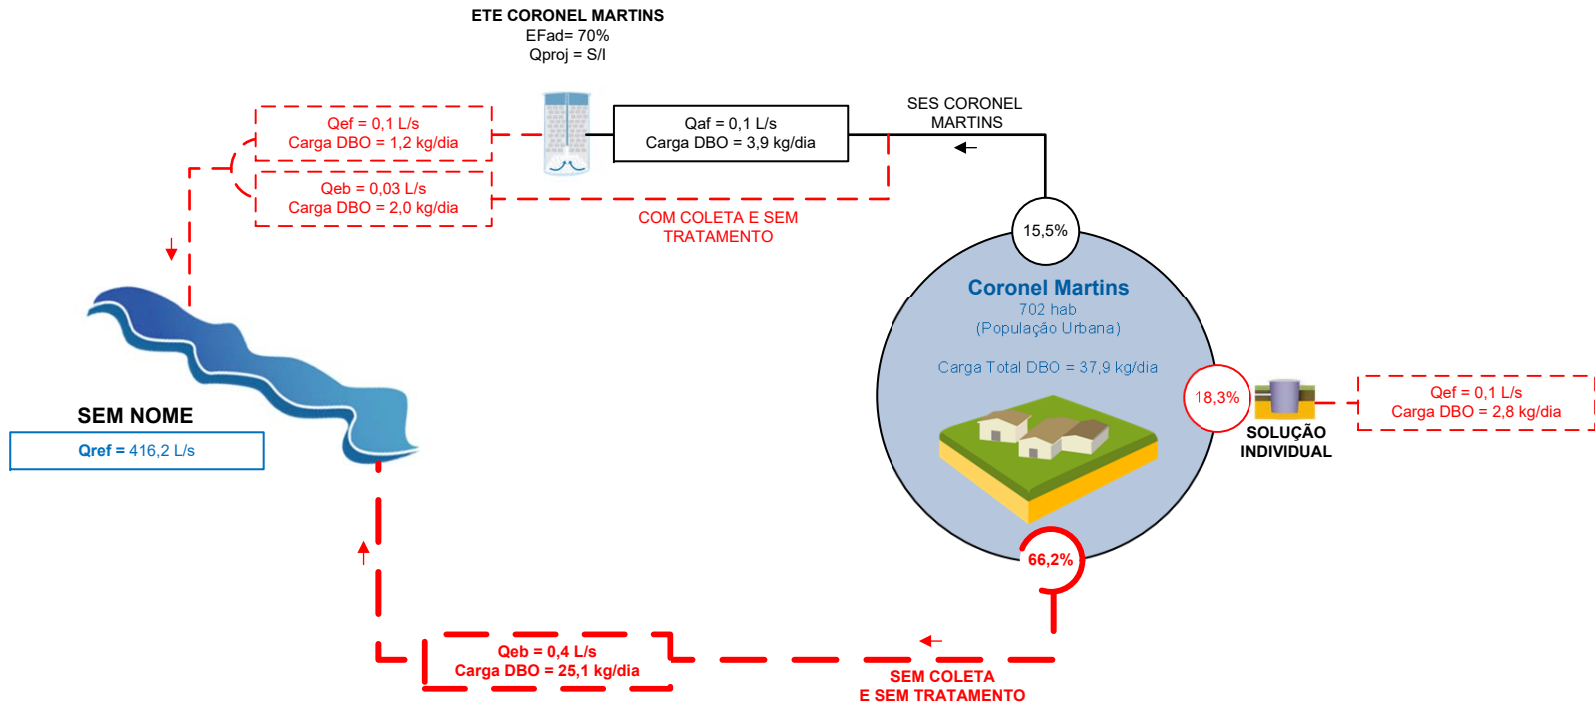 ETE CORONEL MARTINS
EFad= 70%
Qproj = S/I
Qef = 0,1 L/s
Carga DBO = 1,2 kg/dia
Qaf = 0,1 L/s
Carga DBO = 3,9 kg/dia
SES CORONEL
MARTINS
Qeb = 0,03 L/s
Carga DBO = 2,0 kg/dia
COM COLETA E SEM
TRATAMENTO
15,5%
Coronel Martins
702 hab
(População Urbana)
Carga Total DBO = 37,9 kg/dia
18,3%
SOLUÇÃO
INDIVIDUAL
Qef = 0,1 L/s
Carga DBO = 2,8 kg/dia
SEM NOME
Qref = 416,2 L/s
66,2%
Qeb = 0,4 L/s
Carga DBO = 25,1 kg/dia
SEM COLETA
E SEM TRATAMENTO